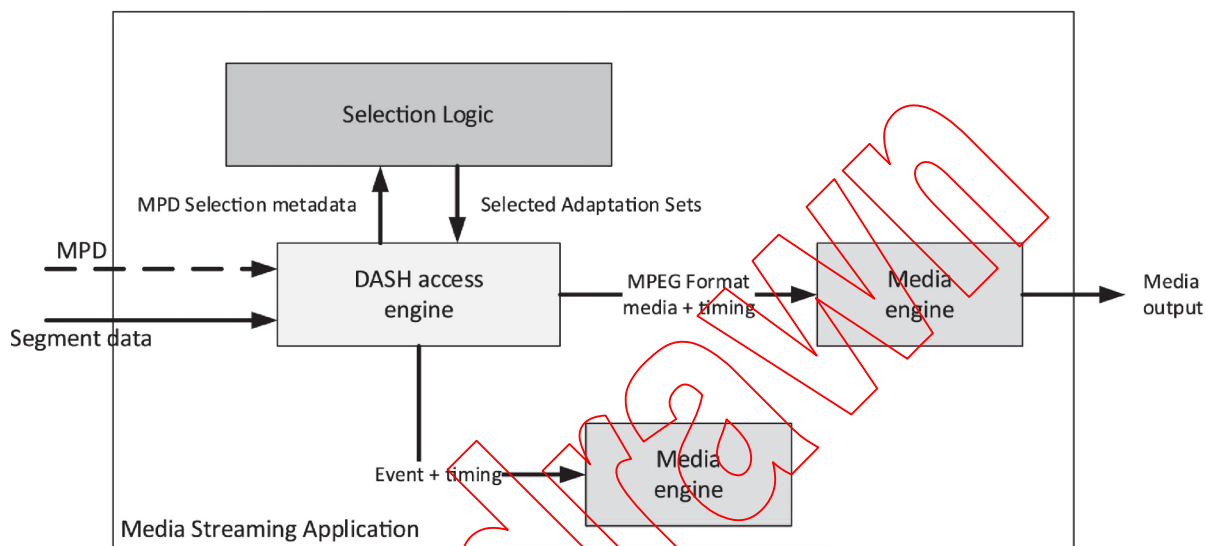 Selection Logic
MPD Selection metadata
Selected Adaptation Sets
MPD
DASH access
engine
MPEG Format
media + timing
Media
engine
Media
output
Segment data
Event + timing
Media
engine
Media Streaming Application
drawn